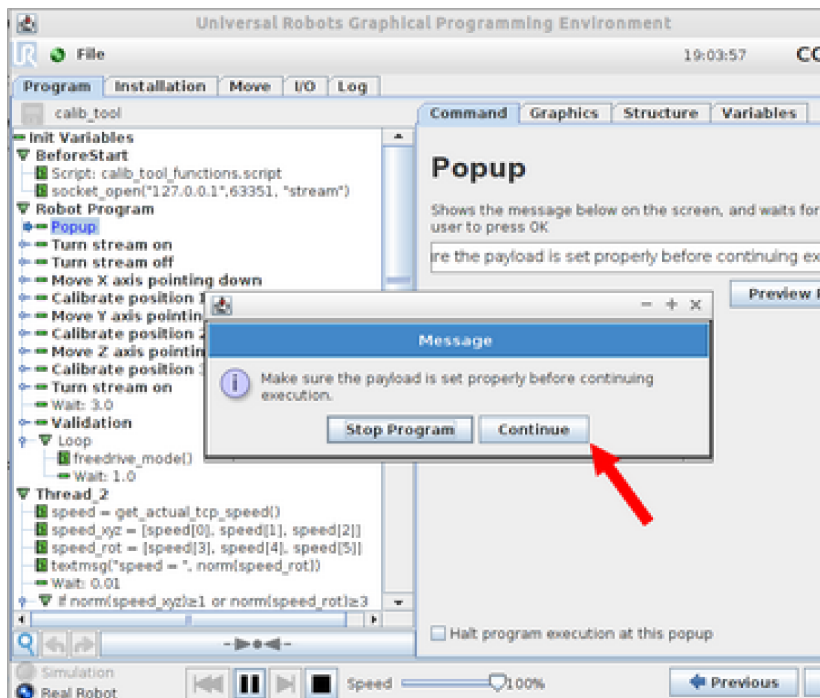 Universal Robots Graphical Programming Environment
File
19:03:57
CC
Program Installation Move I/O Log
calib_tool
Command Graphics Structure Variables
Init Variables
BeforeStart
Script: calib_tool_functions.script
socket_open("127.0.0.1",63351, "stream")
Robot Program
Popup
Turn stream on
Turn stream off
Move X axis pointing down
Calibrate position 1
Move Y axis pointin
Calibrate position 2
Move Z axis pointin
Calibrate position
Turn stream on
Wait: 3.0
Validation
Loop
freedrive_mode()
Wait: 1.0
Thread_2
speed = get_actual_tcp_speed()
speed_xyz = [speed[0], speed[1], speed[2]]
speed_rot = [speed[3], speed[4], speed[5]]
textmsg("speed = ", norm(speed_rot))
Wait: 0.01
If norm(speed_xyz)≥1 or norm(speed_rot)≥3
Popup
Shows the message below on the screen, and waits for
user to press OK
re the payload is set properly before continuing ex
Preview
Message
Make sure the payload is set properly before continuing
execution.
Stop Program Continue
Halt program execution at this popup
Simulation
Real Robot
Speed 100%
Previous